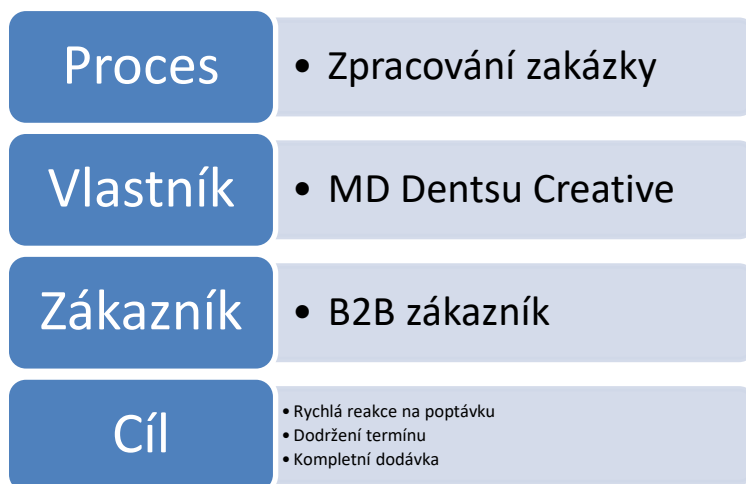 Proces
• Zpracování zakázky
Vlastník
• MD Dentsu Creative
Zákazník
• B2B zákazník
Cíl
• Rychlá reakce na poptávku
• Dodržení termínu
• Kompletní dodávka